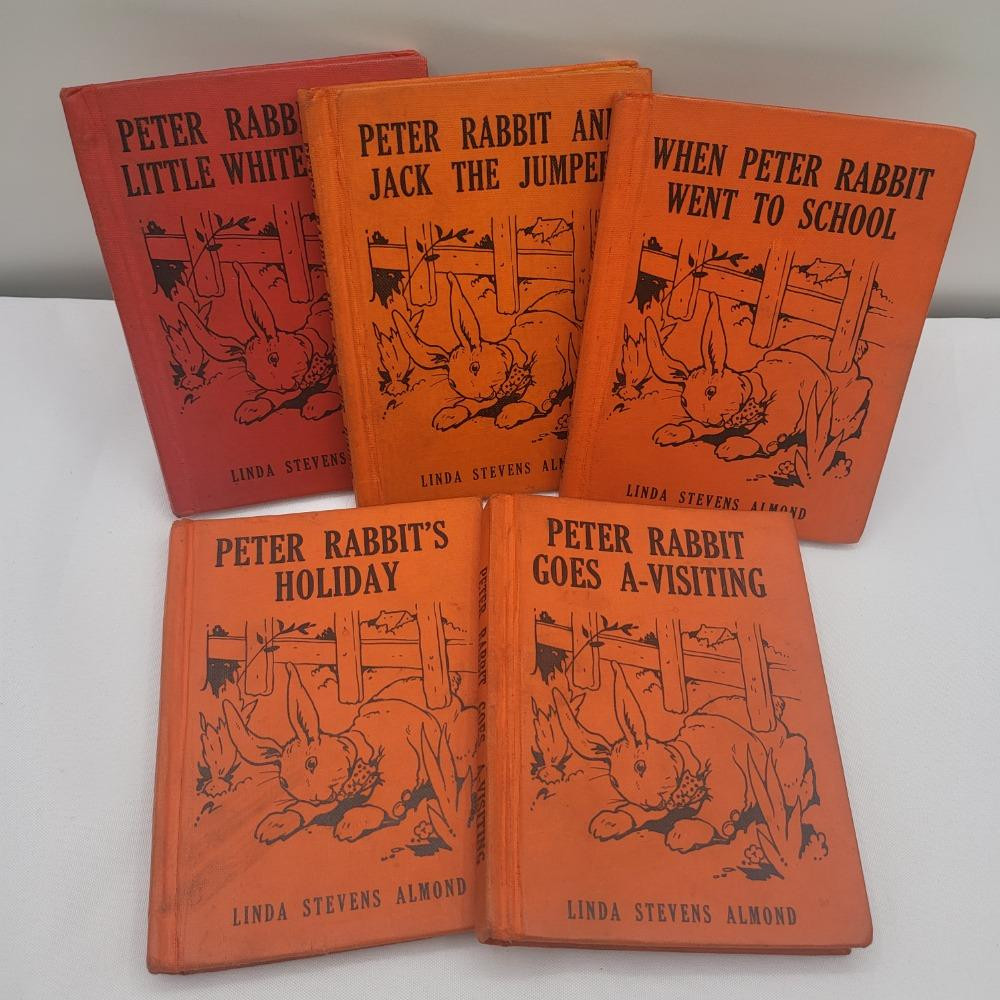 PETER RABB
LITTLE WHITE
LINDA STEVENS
PETER RABBIT AN
JACK THE JUMPE
LINDA STEVENS ALM
WHEN PETER RABBIT
WENT TO SCHOOL
LINDA STEVENS ALMOND
PETER RABBIT'S
HOLIDAY
LINDA STEVENS ALMOND
PETER RABBIT GOES A-VISITING
PETER RABBIT
GOES A-VISITING
LINDA STEVENS ALMOND